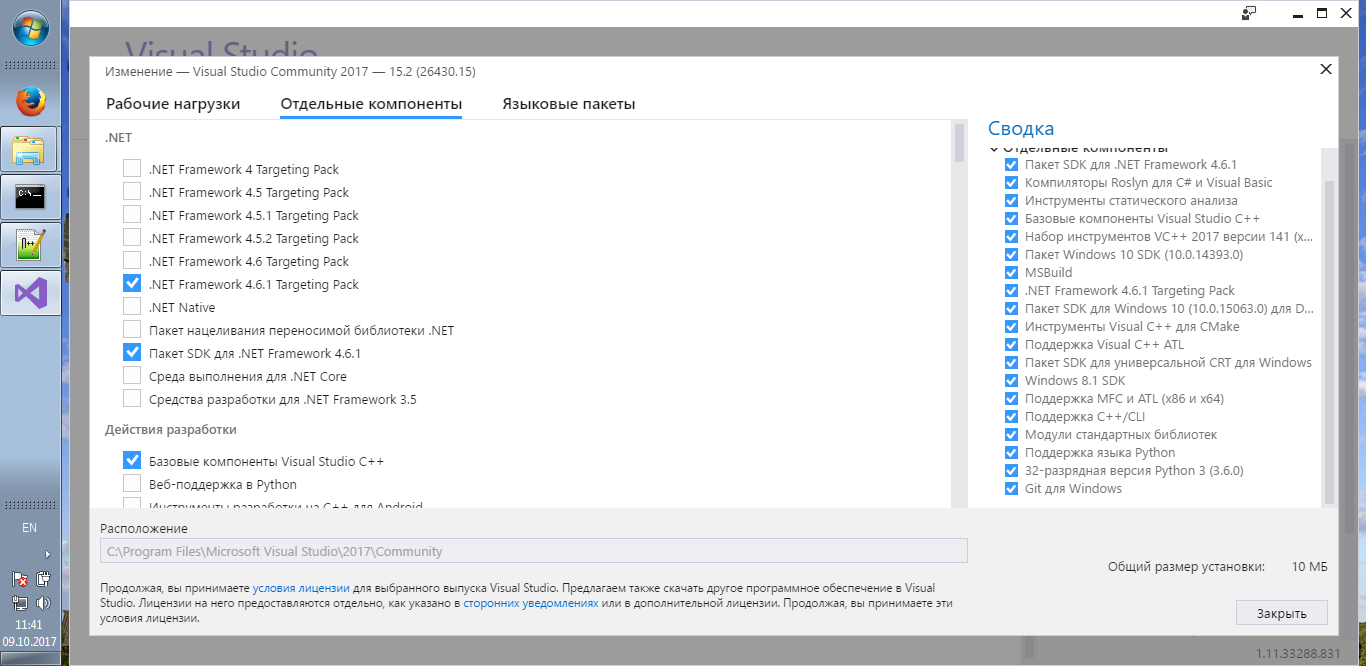 Visual Studio
Изменение — Visual Studio Community 2017 — 15.2 (26430.15)
Рабочие нагрузки
Отдельные компоненты
Языковые пакеты
.NET
.NET Framework 4 Targeting Pack
.NET Framework 4.5 Targeting Pack
.NET Framework 4.5.1 Targeting Pack
.NET Framework 4.5.2 Targeting Pack
.NET Framework 4.6 Targeting Pack
.NET Framework 4.6.1 Targeting Pack
.NET Native
Пакет нацеливания переносимой библиотеки .NET
Пакет SDK для .NET Framework 4.6.1
Среда выполнения для .NET Core
Средства разработки для .NET Framework 3.5
Действия разработки
Базовые компоненты Visual Studio C++
Веб-поддержка в Python
Инструменты разработки на C++ для Android
Сводка
Отдельные компоненты
Пакет SDK для .NET Framework 4.6.1
Компиляторы Roslyn для C# и Visual Basic
Инструменты статического анализа
Базовые компоненты Visual Studio C++
Набор инструментов VC++ 2017 версии 141 (x...
Пакет Windows 10 SDK (10.0.14393.0)
MSBuild
.NET Framework 4.6.1 Targeting Pack
Пакет SDK для Windows 10 (10.0.15063.0) для D...
Инструменты Visual C++ для CMake
Поддержка Visual C++ ATL
Пакет SDK для универсальной CRT для Windows
Windows 8.1 SDK
Поддержка MFC и ATL (x86 и x64)
Поддержка C++/CLI
Модули стандартных библиотек
Поддержка языка Python
32-разрядная версия Python 3 (3.6.0)
Git для Windows
Расположение
C:\Program Files\Microsoft Visual Studio\2017\Community
Продолжая, вы принимаете условия лицензии для выбранного выпуска Visual Studio. Предлагаем также скачать другое программное обеспечение в Visual
Studio. Лицензии на него предоставляются отдельно, как указано в сторонних уведомлениях или в дополнительной лицензии. Продолжая, вы принимаете эти
условия лицензии.
Общий размер установки: 10 МБ
Закрыть
1.11.33288.831
C:\
N++
EN
11:41
09.10.2017